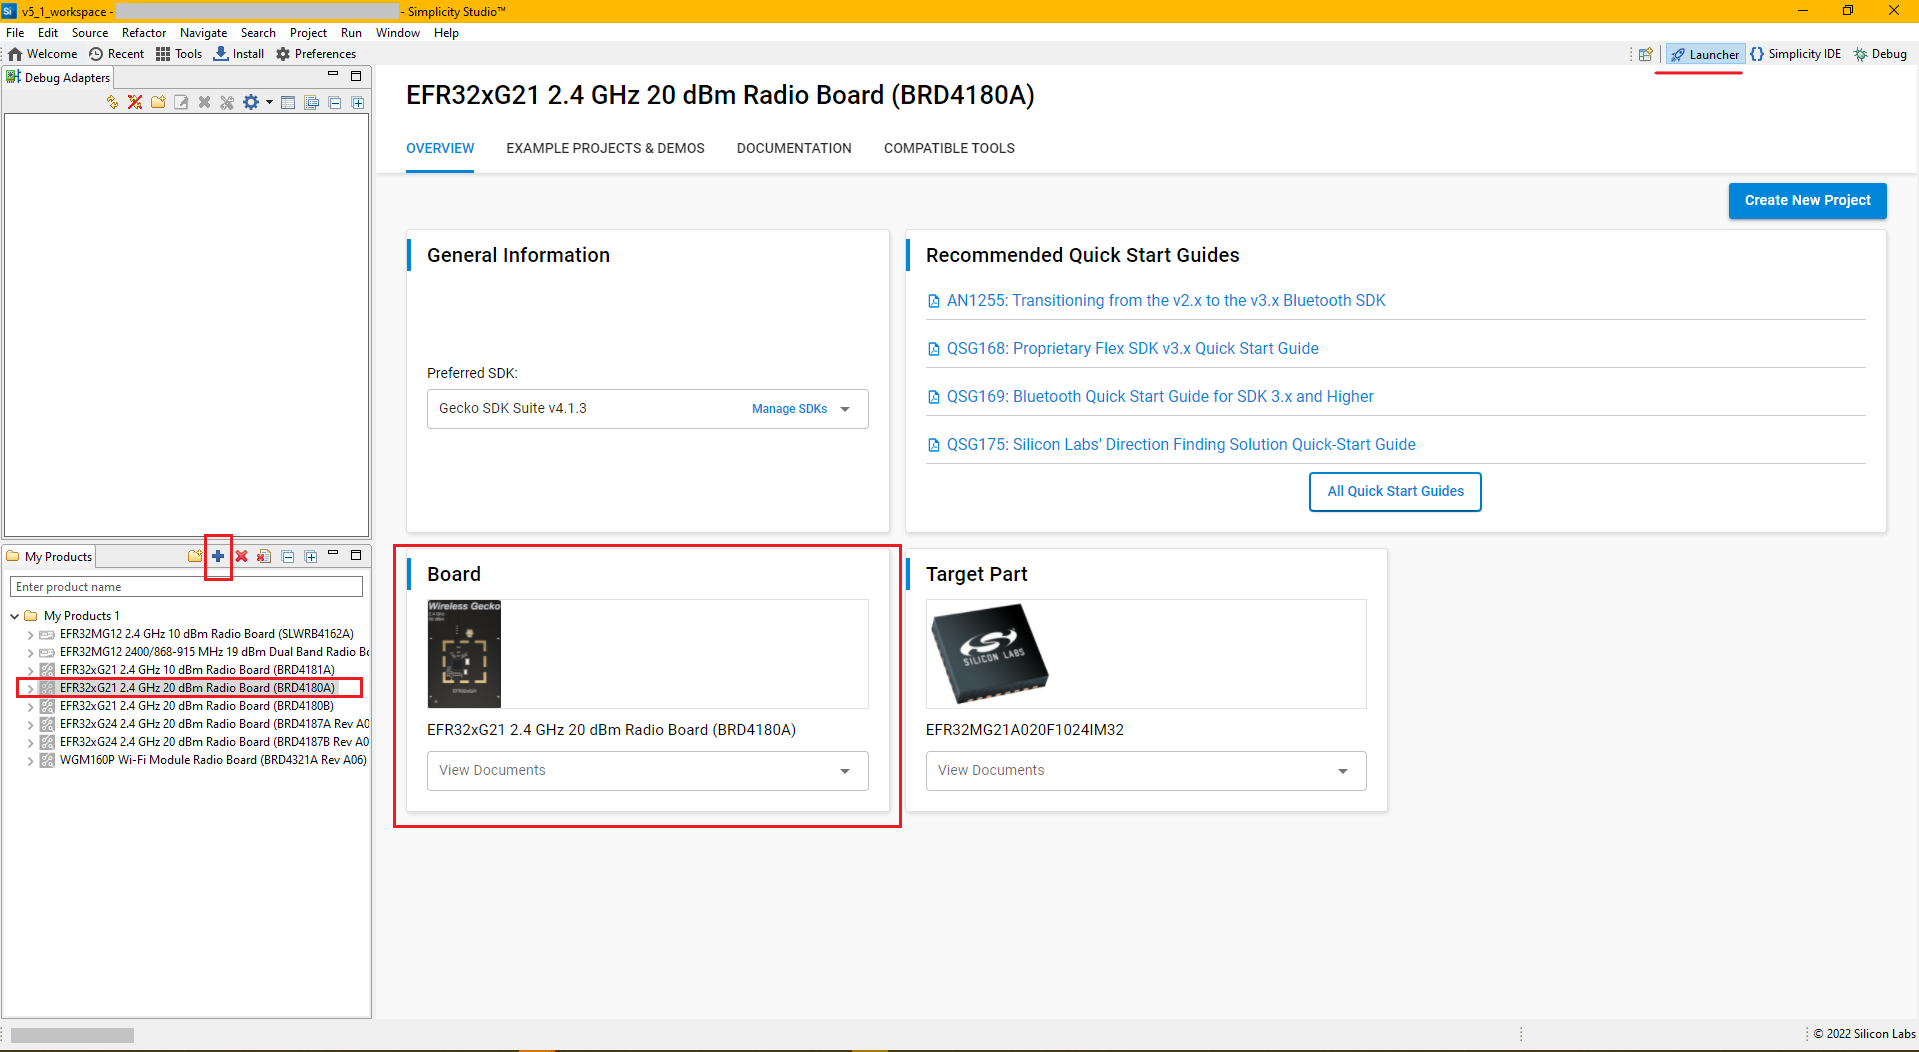 v5_1_workspace - - Simplicity Studio™
File Edit Source Refactor Navigate Search Project Run Window Help
Welcome Recent Tools Install Preferences
Launcher Simplicity IDE Debug
Debug Adapters
EFR32xG21 2.4 GHz 20 dBm Radio Board (BRD4180A)
OVERVIEW EXAMPLE PROJECTS & DEMOS DOCUMENTATION COMPATIBLE TOOLS
Create New Project
General Information
Preferred SDK:
Gecko SDK Suite v4.1.3 Manage SDKs
Recommended Quick Start Guides
AN1255: Transitioning from the v2.x to the v3.x Bluetooth SDK
QSG168: Proprietary Flex SDK v3.x Quick Start Guide
QSG169: Bluetooth Quick Start Guide for SDK 3.x and Higher
QSG175: Silicon Labs' Direction Finding Solution Quick-Start Guide
All Quick Start Guides
My Products
Enter product name
My Products 1
EFR32MG12 2.4 GHz 10 dBm Radio Board (SLWRB4162A)
EFR32MG12 2400/868-915 MHz 19 dBm Dual Band Radio Bo
EFR32xG21 2.4 GHz 10 dBm Radio Board (BRD4181A)
EFR32xG21 2.4 GHz 20 dBm Radio Board (BRD4180A)
EFR32xG21 2.4 GHz 20 dBm Radio Board (BRD4180B)
EFR32xG24 2.4 GHz 20 dBm Radio Board (BRD4187A Rev A0
EFR32xG24 2.4 GHz 20 dBm Radio Board (BRD4187B Rev A0
WGM160P Wi-Fi Module Radio Board (BRD4321A Rev A06)
Board
Wireless Gecko
EFR32xG21 2.4 GHz 20 dBm Radio Board (BRD4180A)
View Documents
Target Part
SILICON LABS
EFR32MG21A020F1024IM32
View Documents
© 2022 Silicon Labs